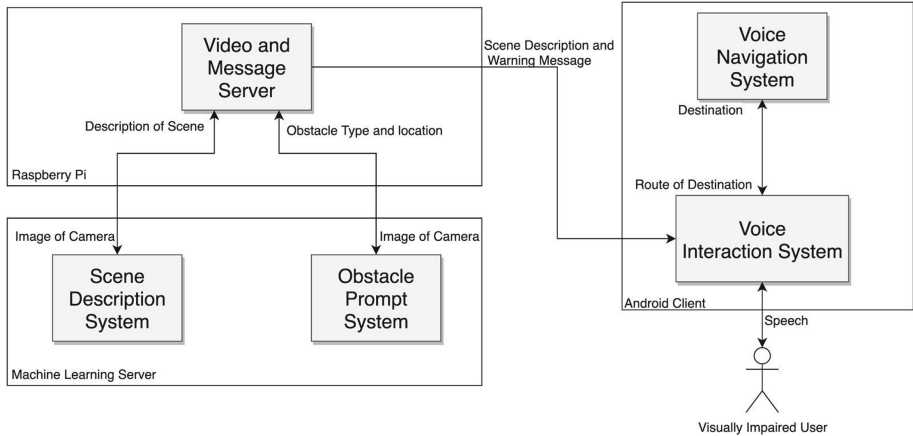 Video and
Message
Server
Description of Scene
Obstacle Type and location
Raspberry Pi
Scene Description and
Warning Message
Voice
Navigation
System
Destination
Route of Destination
Voice
Interaction System
Android Client
Speech
Visually Impaired User
Image of Camera
Image of Camera
Scene
Description
System
Obstacle
Prompt
System
Machine Learning Server